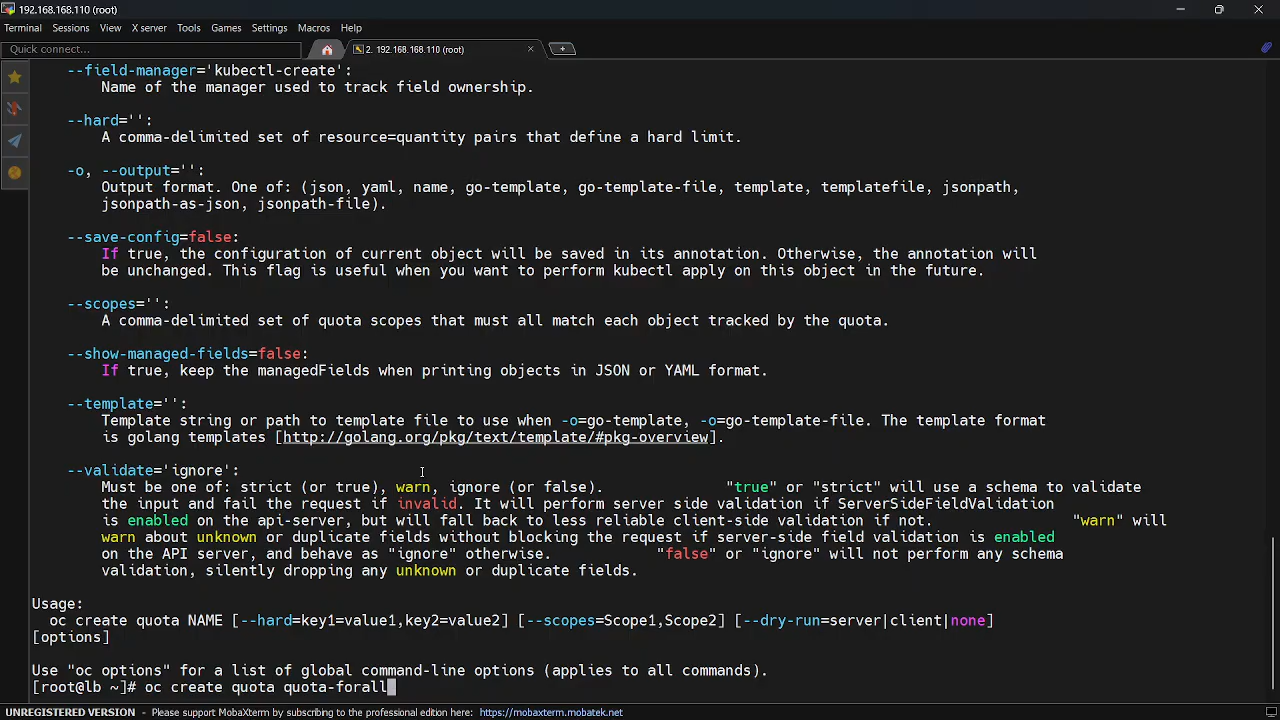 192.168.168.110 (root)
Terminal Sessions View X server Tools Games Settings Macros Help
Quick connect...
2. 192.168.168.110 (root)
--field-manager='kubectl-create':
Name of the manager used to track field ownership.
--hard='':
A comma-delimited set of resource=quantity pairs that define a hard limit.
-o, --output='':
Output format. One of: (json, yaml, name, go-template, go-template-file, template, templatefile, jsonpath,
jsonpath-as-json, jsonpath-file).
--save-config=false:
If true, the configuration of current object will be saved in its annotation. Otherwise, the annotation will
be unchanged. This flag is useful when you want to perform kubectl apply on this object in the future.
--scopes='':
A comma-delimited set of quota scopes that must all match each object tracked by the quota.
--show-managed-fields=false:
If true, keep the managedFields when printing objects in JSON or YAML format.
--template='':
Template string or path to template file to use when -o=go-template, -o=go-template-file. The template format
is golang templates [http://golang.org/pkg/text/template/#pkg-overview].
--validate='ignore':
Must be one of: strict (or true), warn, ignore (or false). "true" or "strict" will use a schema to validate
the input and fail the request if invalid. It will perform server side validation if ServerSideFieldValidation
is enabled on the api-server, but will fall back to less reliable client-side validation if not. "warn" will
warn about unknown or duplicate fields without blocking the request if server-side field validation is enabled
on the API server, and behave as "ignore" otherwise. "false" or "ignore" will not perform any schema
validation, silently dropping any unknown or duplicate fields.
Usage:
oc create quota NAME [--hard=key1=value1,key2=value2] [--scopes=Scope1,Scope2] [--dry-run=server|client|none]
[options]
Use "oc options" for a list of global command-line options (applies to all commands).
[root@lb ~]# oc create quota quota-forall
UNREGISTERED VERSION - Please support MobaXterm by subscribing to the professional edition here: https://mobaxterm.mobatek.net